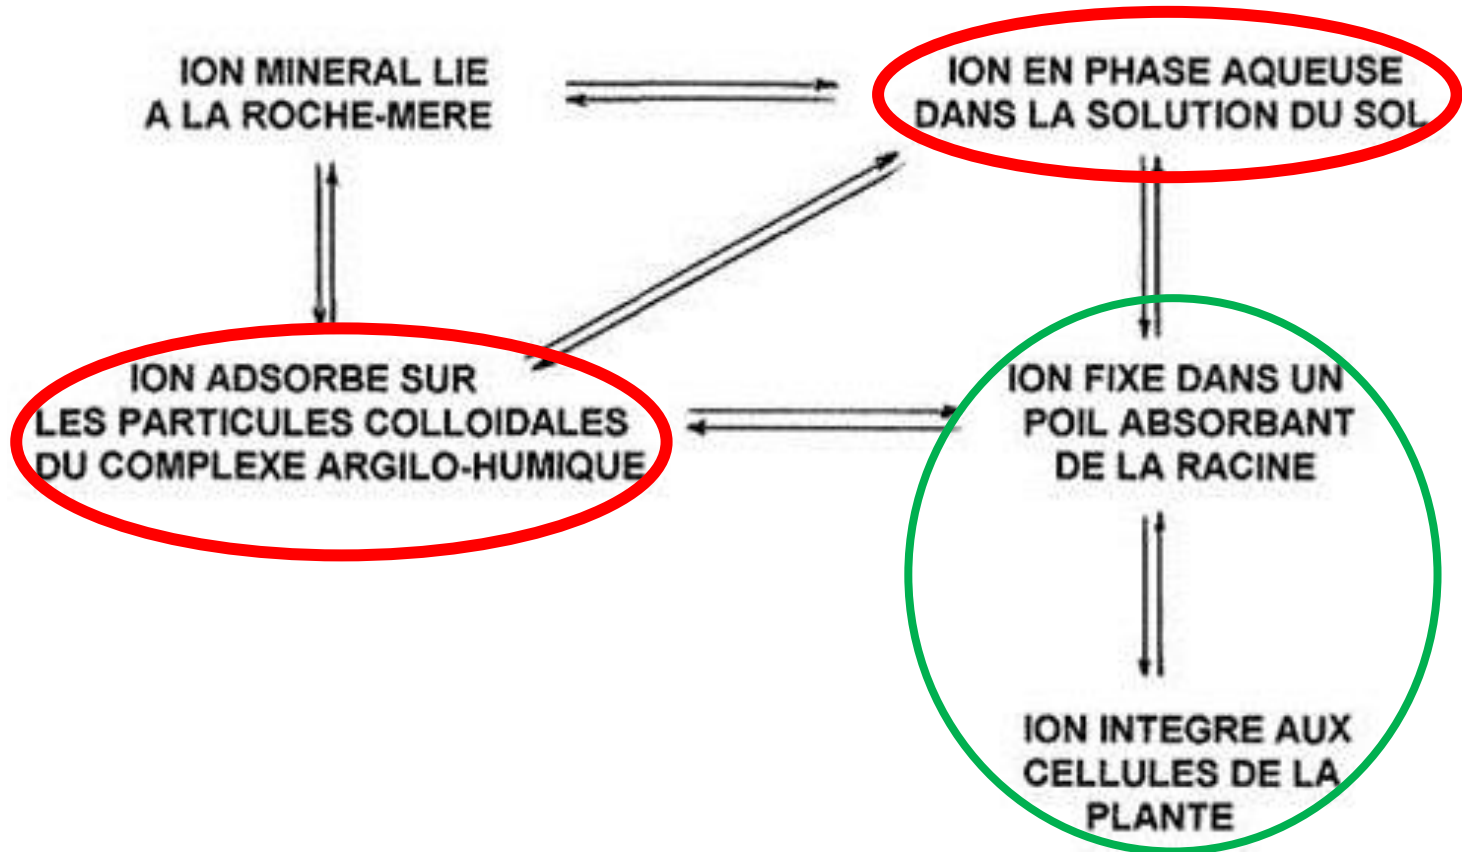 ION MINERAL LIE
A LA ROCHE-MERE
ION EN PHASE AQUEUSE
DANS LA SOLUTION DU SOL
ION ADSORBE SUR
LES PARTICULES COLLOIDALES
DU COMPLEXE ARGILO-HUMIQUE
ION FIXE DANS UN
POIL ABSORBANT
DE LA RACINE
ION INTEGRE AUX
CELLULES DE LA
PLANTE